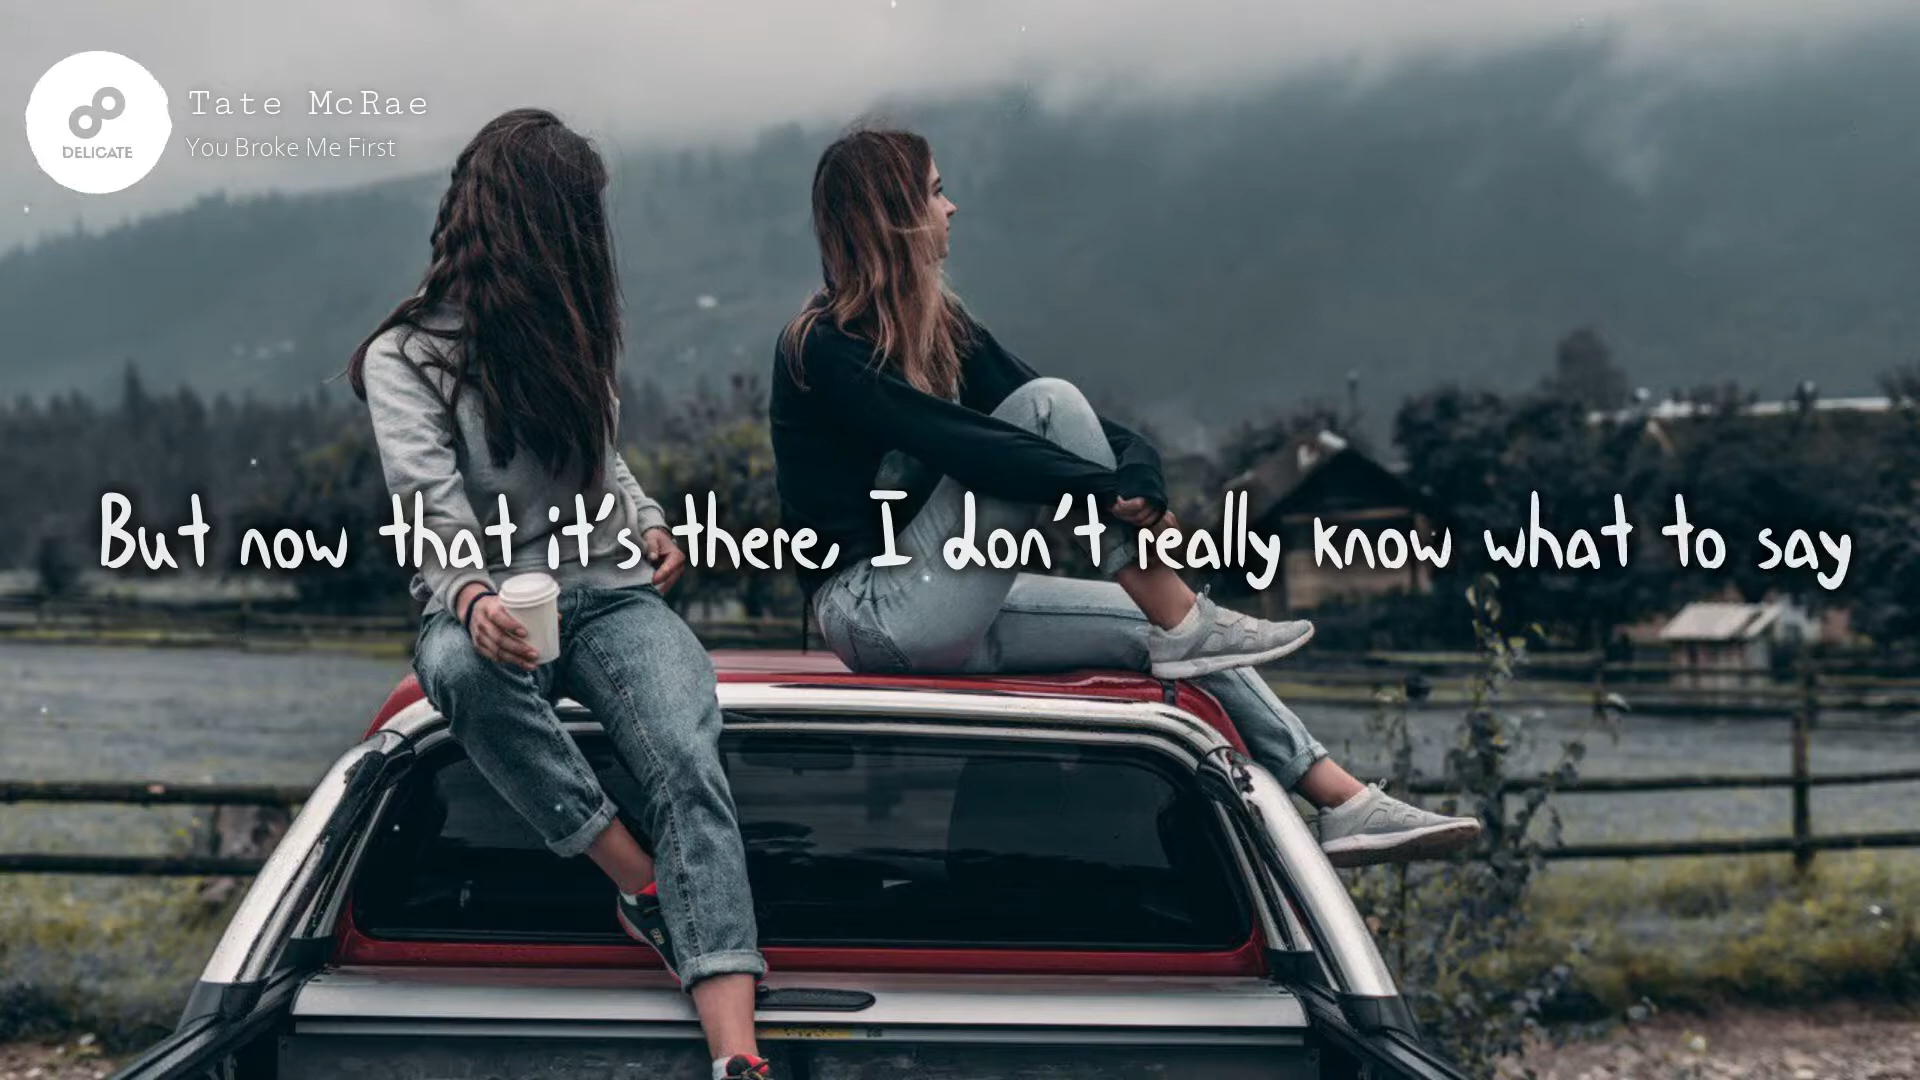 DELICATE
Tate McRae
You Broke Me First
But now that it's there, I don't really know what to say